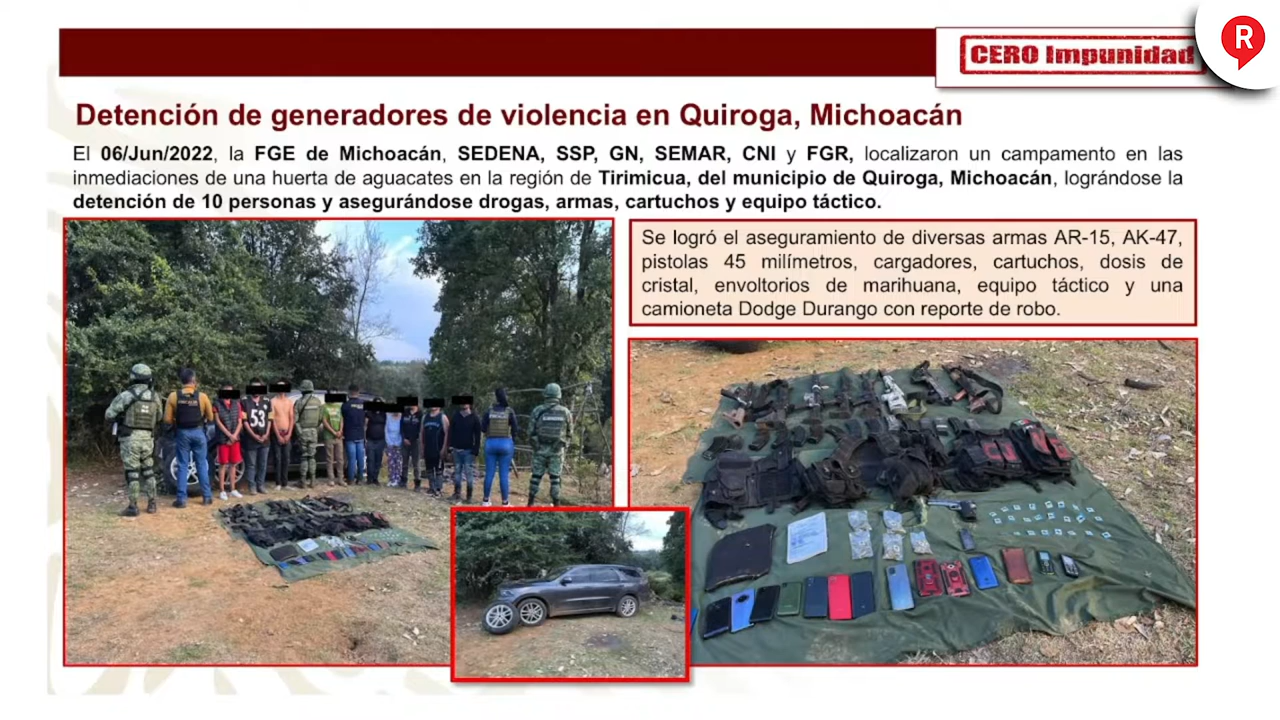 CERO Impunidad
R
Detención de generadores de violencia en Quiroga, Michoacán
El 06/Jun/2022, la FGE de Michoacán, SEDENA, SSP, GN, SEMAR, CNI y FGR, localizaron un campamento en las
inmediaciones de una huerta de aguacates en la región de Tirimicua, del municipio de Quiroga, Michoacán, lográndose la
detención de 10 personas y asegurándose drogas, armas, cartuchos y equipo táctico.
Se logró el aseguramiento de diversas armas AR-15, AK-47,
pistolas 45 milímetros, cargadores, cartuchos, dosis de
cristal, envoltorios de marihuana, equipo táctico y una
camioneta Dodge Durango con reporte de robo.
53